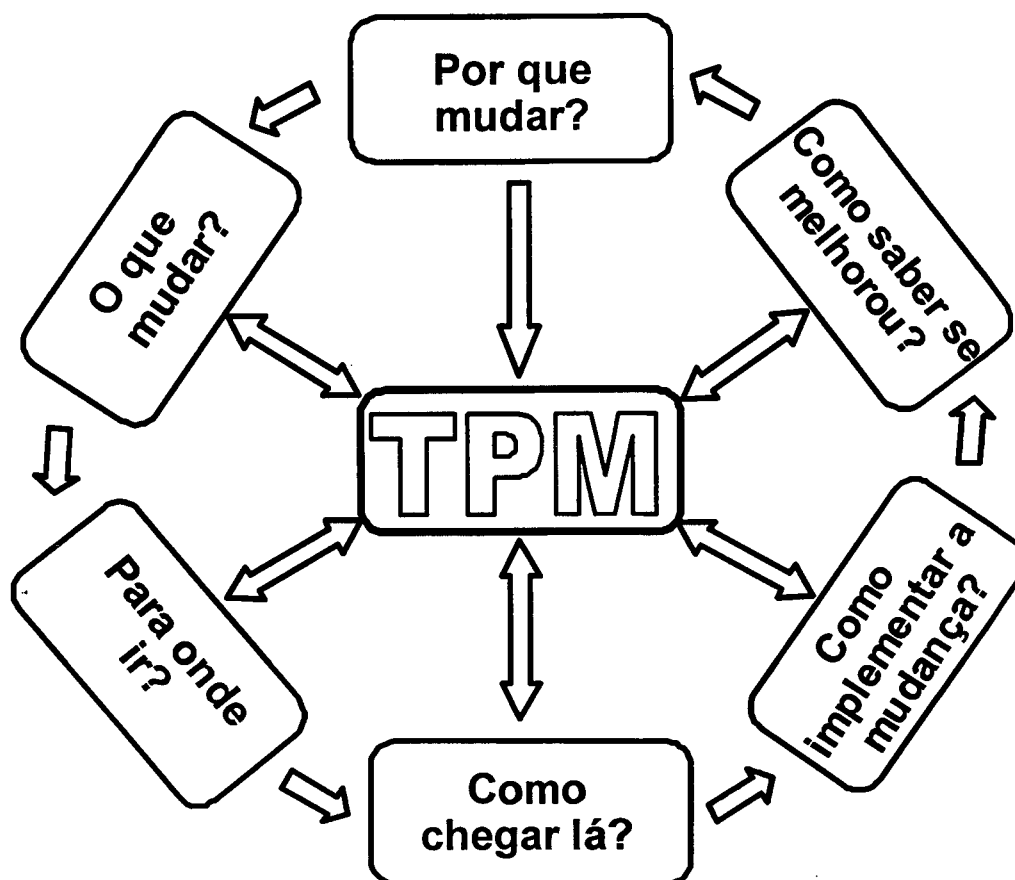 Por que
mudar?
O que
mudar?
Para onde
ir?
Como
chegar lá?
Como
implementar a
mudança?
Como saber se
melhorou?
TPM